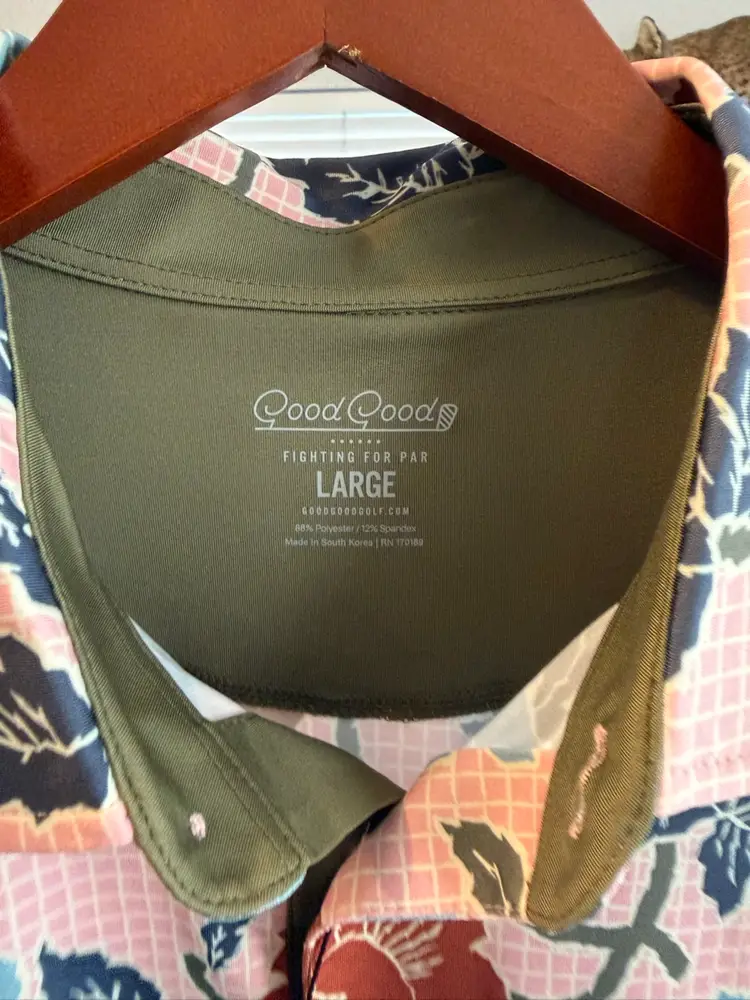 Good Good
FIGHTING FOR PAR
LARGE
GOODGOODGOLF.COM
88% Polyester / 12% Spandex
Made in South Korea | RN 170189